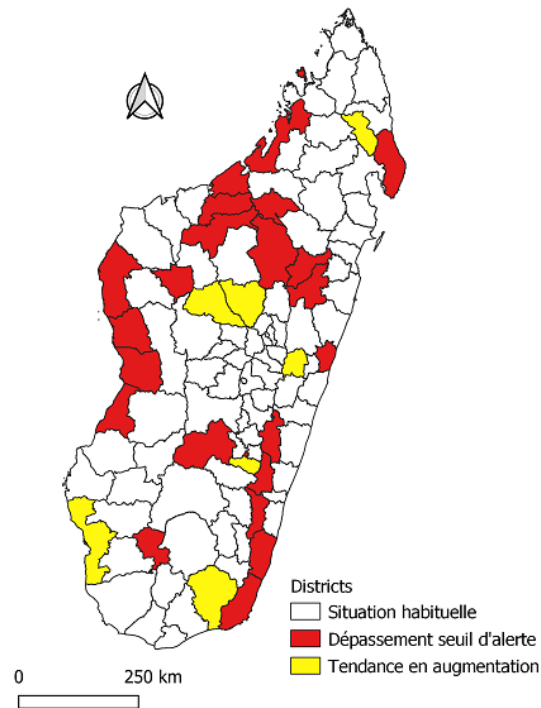 Districts
Situation habituelle
Dépassement seuil d'alerte
Tendance en augmentation
0 250 km